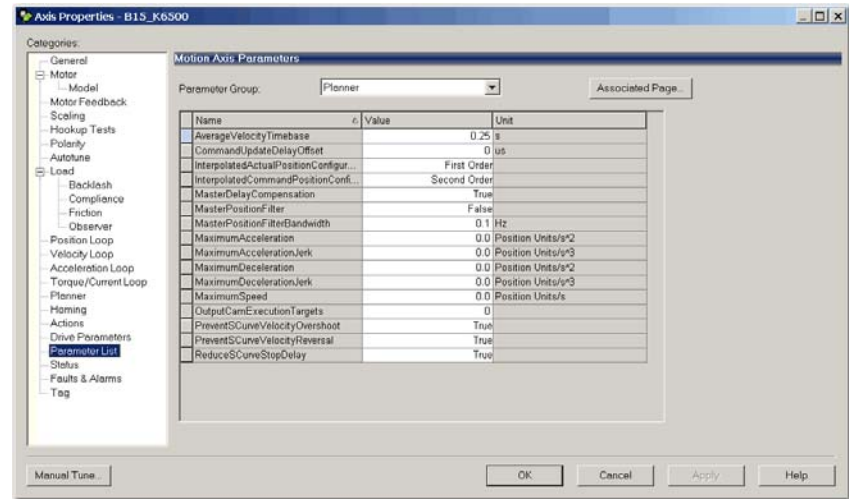 Axis Properties - B15_K6500
Categories:
General
Motor
Model
Motor Feedback
Scaling
Hookup Tests
Polarity
Autotune
Load
Backlash
Compliance
Friction
Observer
Position Loop
Velocity Loop
Acceleration Loop
Torque/Current Loop
Planner
Homing
Actions
Drive Parameters
Parameter List
Status
Faults & Alarms
Tag
Motion Axis Parameters
Parameter Group: Planner Associated Page...
Name Value Unit
AverageVelocityTimebase 0.25 s
CommandUpdateDelayOffset 0 us
InterpolatedActualPositionConfigur... First Order
InterpolatedCommandPositionConfi... Second Order
MasterDelayCompensation True
MasterPositionFilter False
MasterPositionFilterBandwidth 0.1 Hz
MaximumAcceleration 0.0 Position Units/s^2
MaximumAccelerationJerk 0.0 Position Units/s^3
MaximumDeceleration 0.0 Position Units/s^2
MaximumDecelerationJerk 0.0 Position Units/s^3
MaximumSpeed 0.0 Position Units/s
OutputCamExecutionTargets 0
PreventSCurveVelocityOvershoot True
PreventSCurveVelocityReversal True
ReduceSCurveStopDelay True
Manual Tune... OK Cancel Apply Help